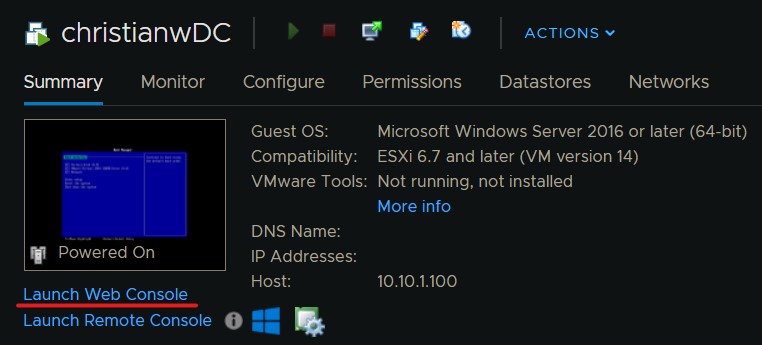 christianwDC
ACTIONS
Summary Monitor Configure Permissions Datastores Networks
Boot Manager
Guest OS: Microsoft Windows Server 2016 or later (64-bit)
Compatibility: ESXi 6.7 and later (VM version 14)
VMware Tools: Not running, not installed
More info
DNS Name:
IP Addresses:
Host: 10.10.1.100
Powered On
Launch Web Console
Launch Remote Console